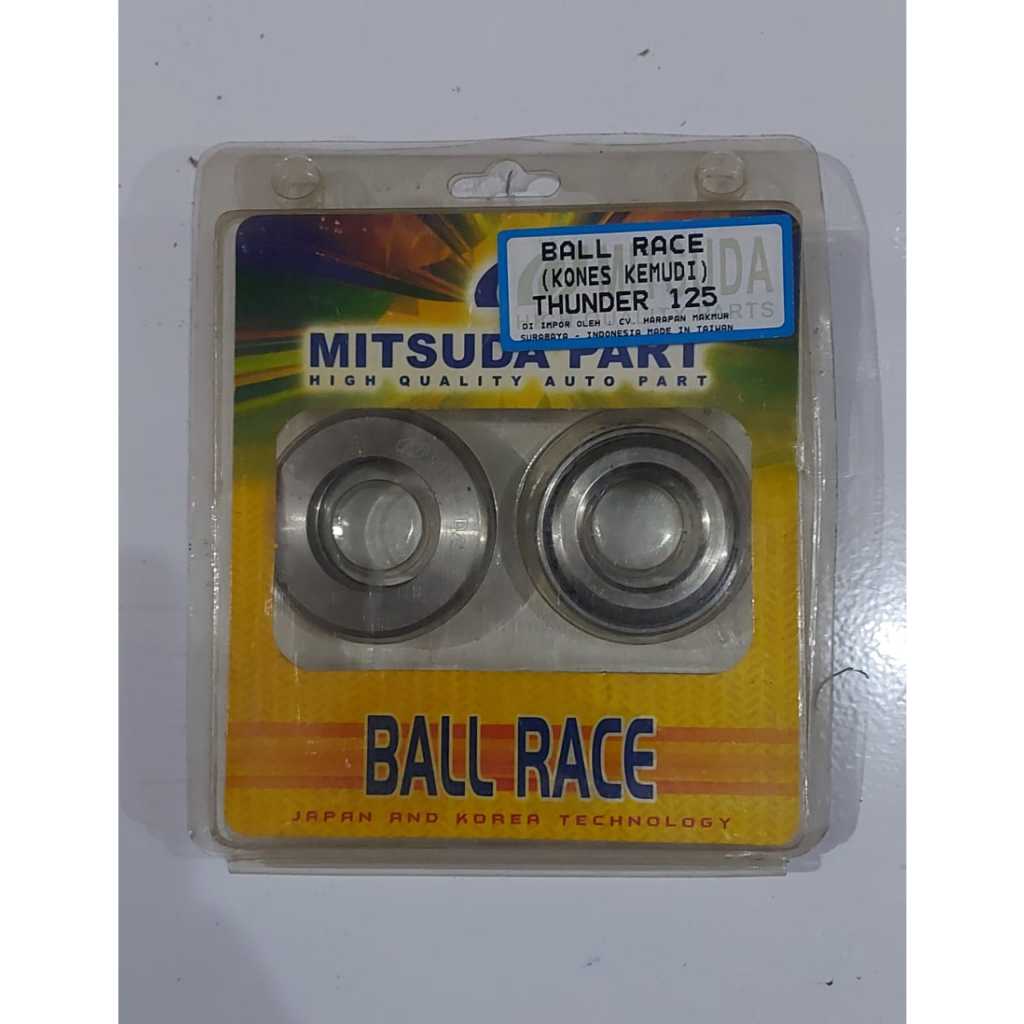 BALL RACE
(KONES KEMUDI)
THUNDER 125
DI IMPOR OLEH : CV. HARAPAN MAKMUR
SURABAYA - INDONESIA MADE IN TAIWAN
MITSUDA PART
HIGH QUALITY AUTO PART
BALL RACE
JAPAN AND KOREA TECHNOLOGY